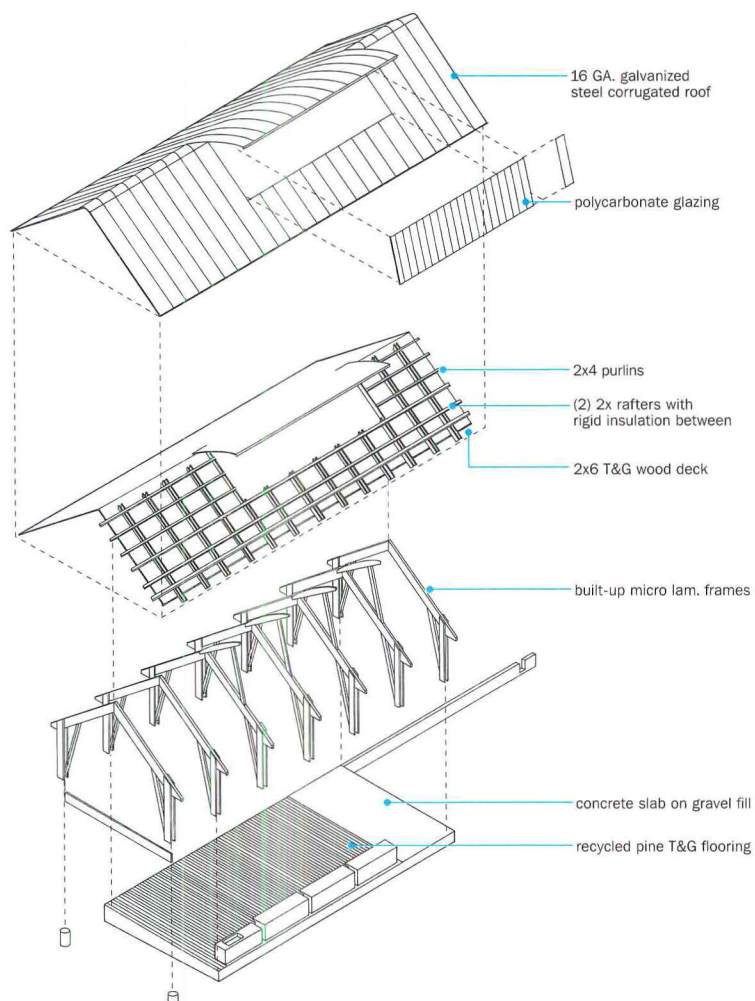 16 GA. galvanized
steel corrugated roof
polycarbonate glazing
2x4 purlins
(2) 2x rafters with
rigid insulation between
2x6 T&G wood deck
built-up micro lam. frames
concrete slab on gravel fill
recycled pine T&G flooring